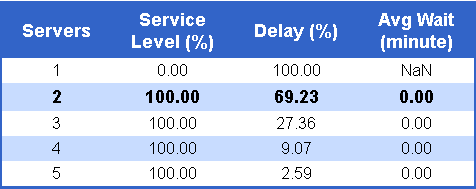 Servers Service Level (%) Delay (%) Avg Wait (minute)
1 0.00 100.00 NaN
2 100.00 69.23 0.00
3 100.00 27.36 0.00
4 100.00 9.07 0.00
5 100.00 2.59 0.00